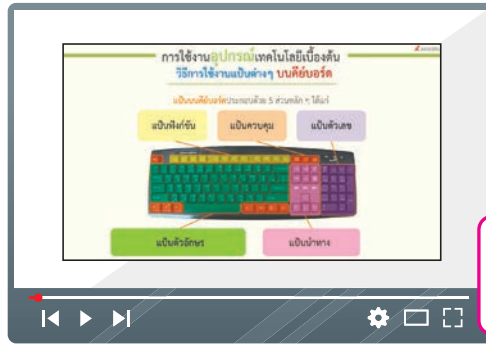 การใช้งานอุปกรณ์เทคโนโลยีเบื้องต้น
วิธีการใช้งานแป้นต่างๆ บนคีย์บอร์ด
แป้นบนคีย์บอร์ดประกอบด้วย 5 ส่วนหลัก ๆ ได้แก่
แป้นฟังก์ชัน
แป้นควบคุม
แป้นตัวเลข
แป้นตัวอักษร
แป้นนำทาง